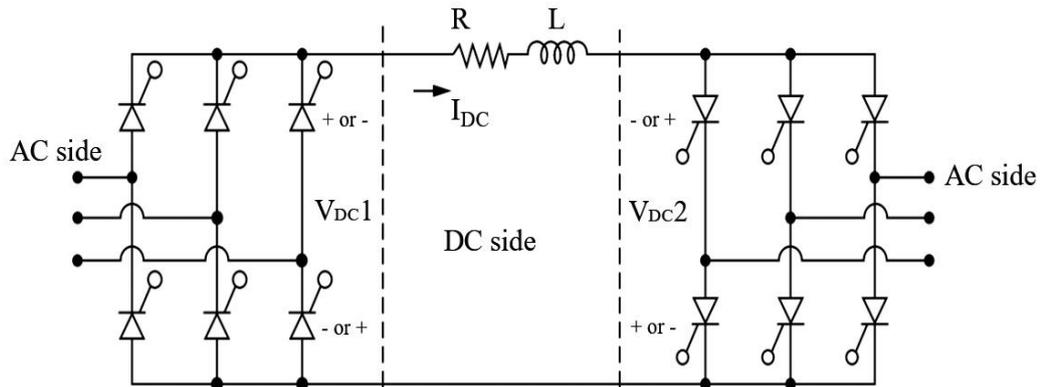 R L
I_DC
+ or - - or +
AC side AC side
V_DC1 V_DC2
DC side
- or + + or -